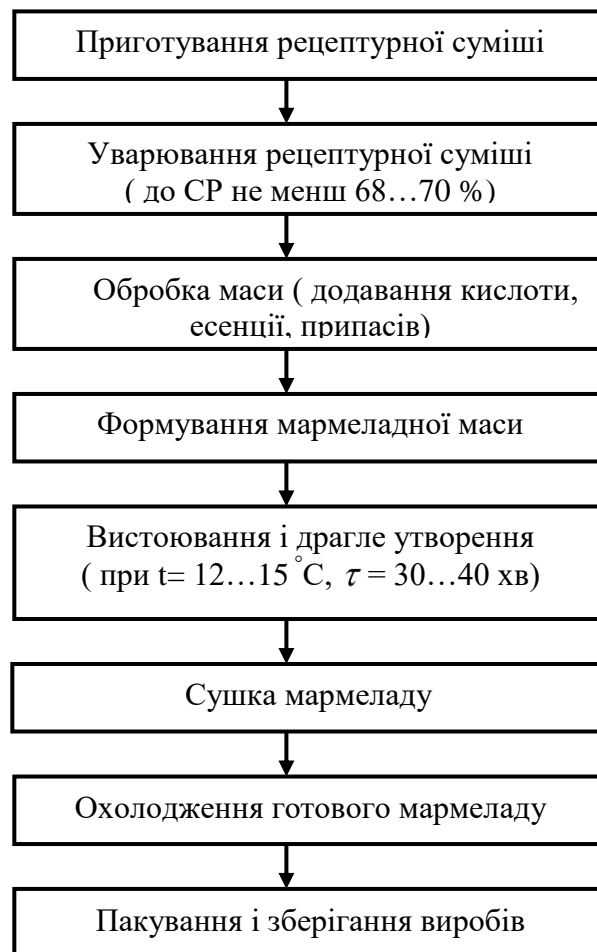 Приготування рецептурної суміші
Уварювання рецептурної суміші
( до СР не менш 68…70 %)
Обробка маси ( додавання кислоти,
есенції, припасів)
Формування мармеладної маси
Вистоювання і драгле утворення
( при t= 12…15 °С, τ = 30…40 хв)
Сушка мармеладу
Охолодження готового мармеладу
Пакування і зберігання виробів